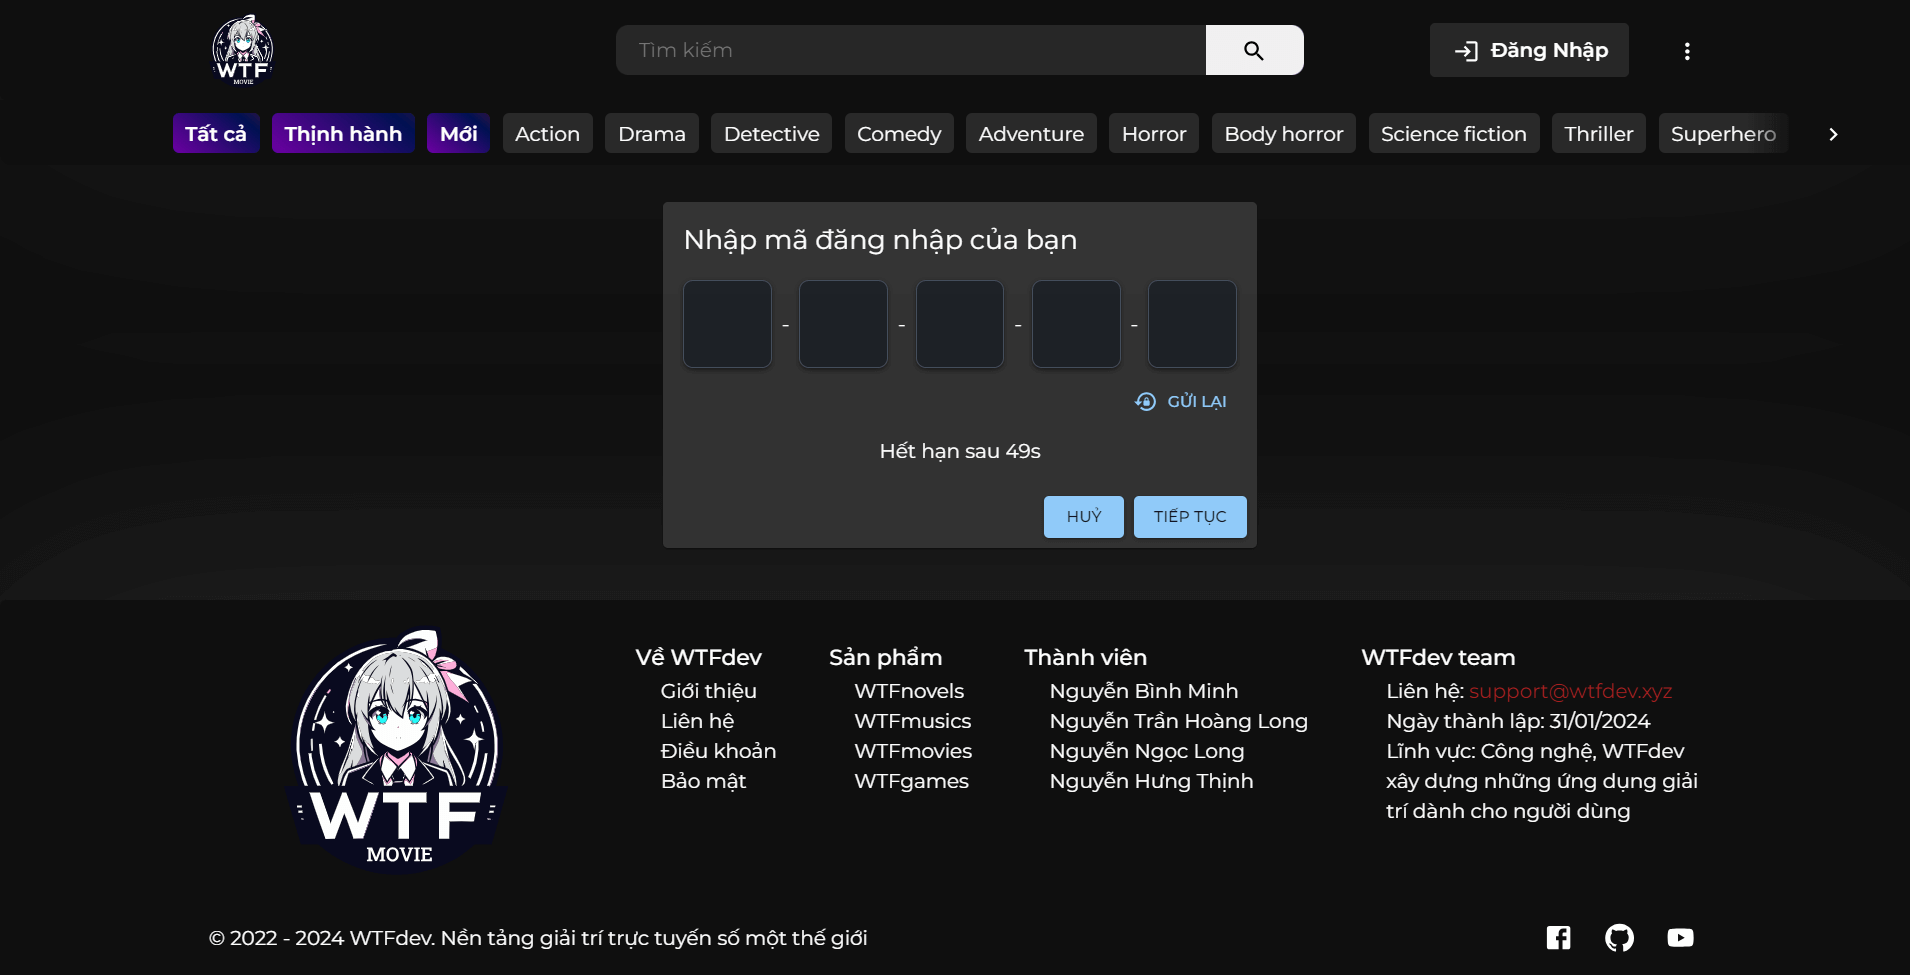 WTF
MOVIE
Tìm kiếm
Đăng Nhập
Tất cả
Thịnh hành
Mới
Action
Drama
Detective
Comedy
Adventure
Horror
Body horror
Science fiction
Thriller
Superhero
Nhập mã đăng nhập của bạn
- - - -
GỬI LẠI
Hết hạn sau 49s
HUỶ
TIẾP TỤC
WTF
MOVIE
Về WTFdev
Giới thiệu
Liên hệ
Điều khoản
Bảo mật
Sản phẩm
WTFnovels
WTFmusics
WTFmovies
WTFgames
Thành viên
Nguyễn Bình Minh
Nguyễn Trần Hoàng Long
Nguyễn Ngọc Long
Nguyễn Hưng Thịnh
WTFdev team
Liên hệ: support@wtfdev.xyz
Ngày thành lập: 31/01/2024
Lĩnh vực: Công nghệ, WTFdev
xây dựng những ứng dụng giải
trí dành cho người dùng
© 2022 - 2024 WTFdev. Nền tảng giải trí trực tuyến số một thế giới